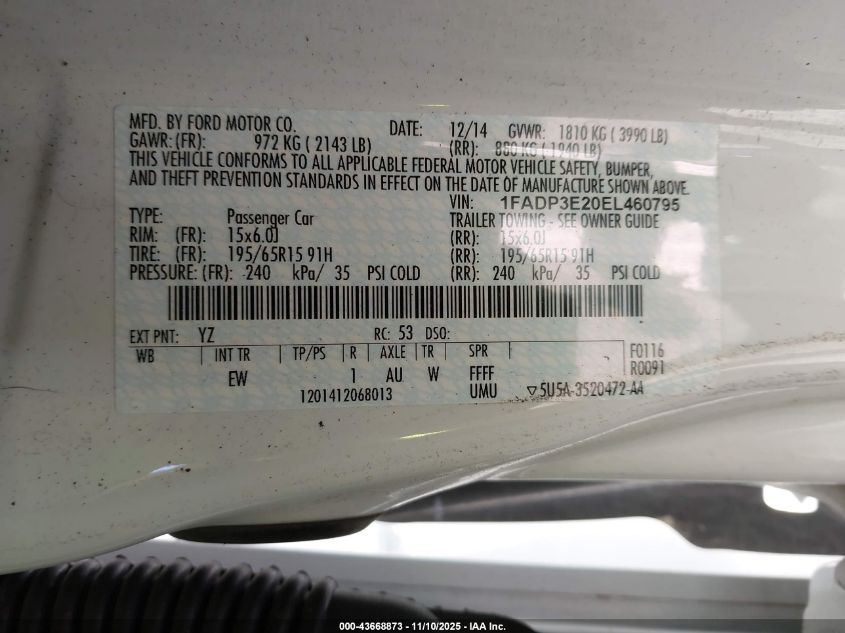 MFD. BY FORD MOTOR CO. DATE: 12/14 GVWR: 1810 KG ( 3990 LB)
GAWR: (FR): 972 KG ( 2143 LB) (RR): 880 KG ( 1940 LB)
THIS VEHICLE CONFORMS TO ALL APPLICABLE FEDERAL MOTOR VEHICLE SAFETY, BUMPER,
AND THEFT PREVENTION STANDARDS IN EFFECT ON THE DATE OF MANUFACTURE SHOWN ABOVE.
VIN: 1FADP3E20EL460795
TYPE: Passenger Car TRAILER TOWING - SEE OWNER GUIDE
RIM: (FR): 15x6.0J (RR): 15x6.0J
TIRE: (FR): 195/65R15 91H (RR): 195/65R15 91H
PRESSURE: (FR): 240 kPa/ 35 PSI COLD (RR): 240 kPa/ 35 PSI COLD
EXT PNT: YZ RC: 53 DSO:
WB INT TR TP/PS R AXLE TR SPR F0116
R0091
EW 1 AU W FFFF
1201412068013 UMU ▽5U5A-3520472-AA
000-43668873 - 11/10/2025 - IAA Inc.